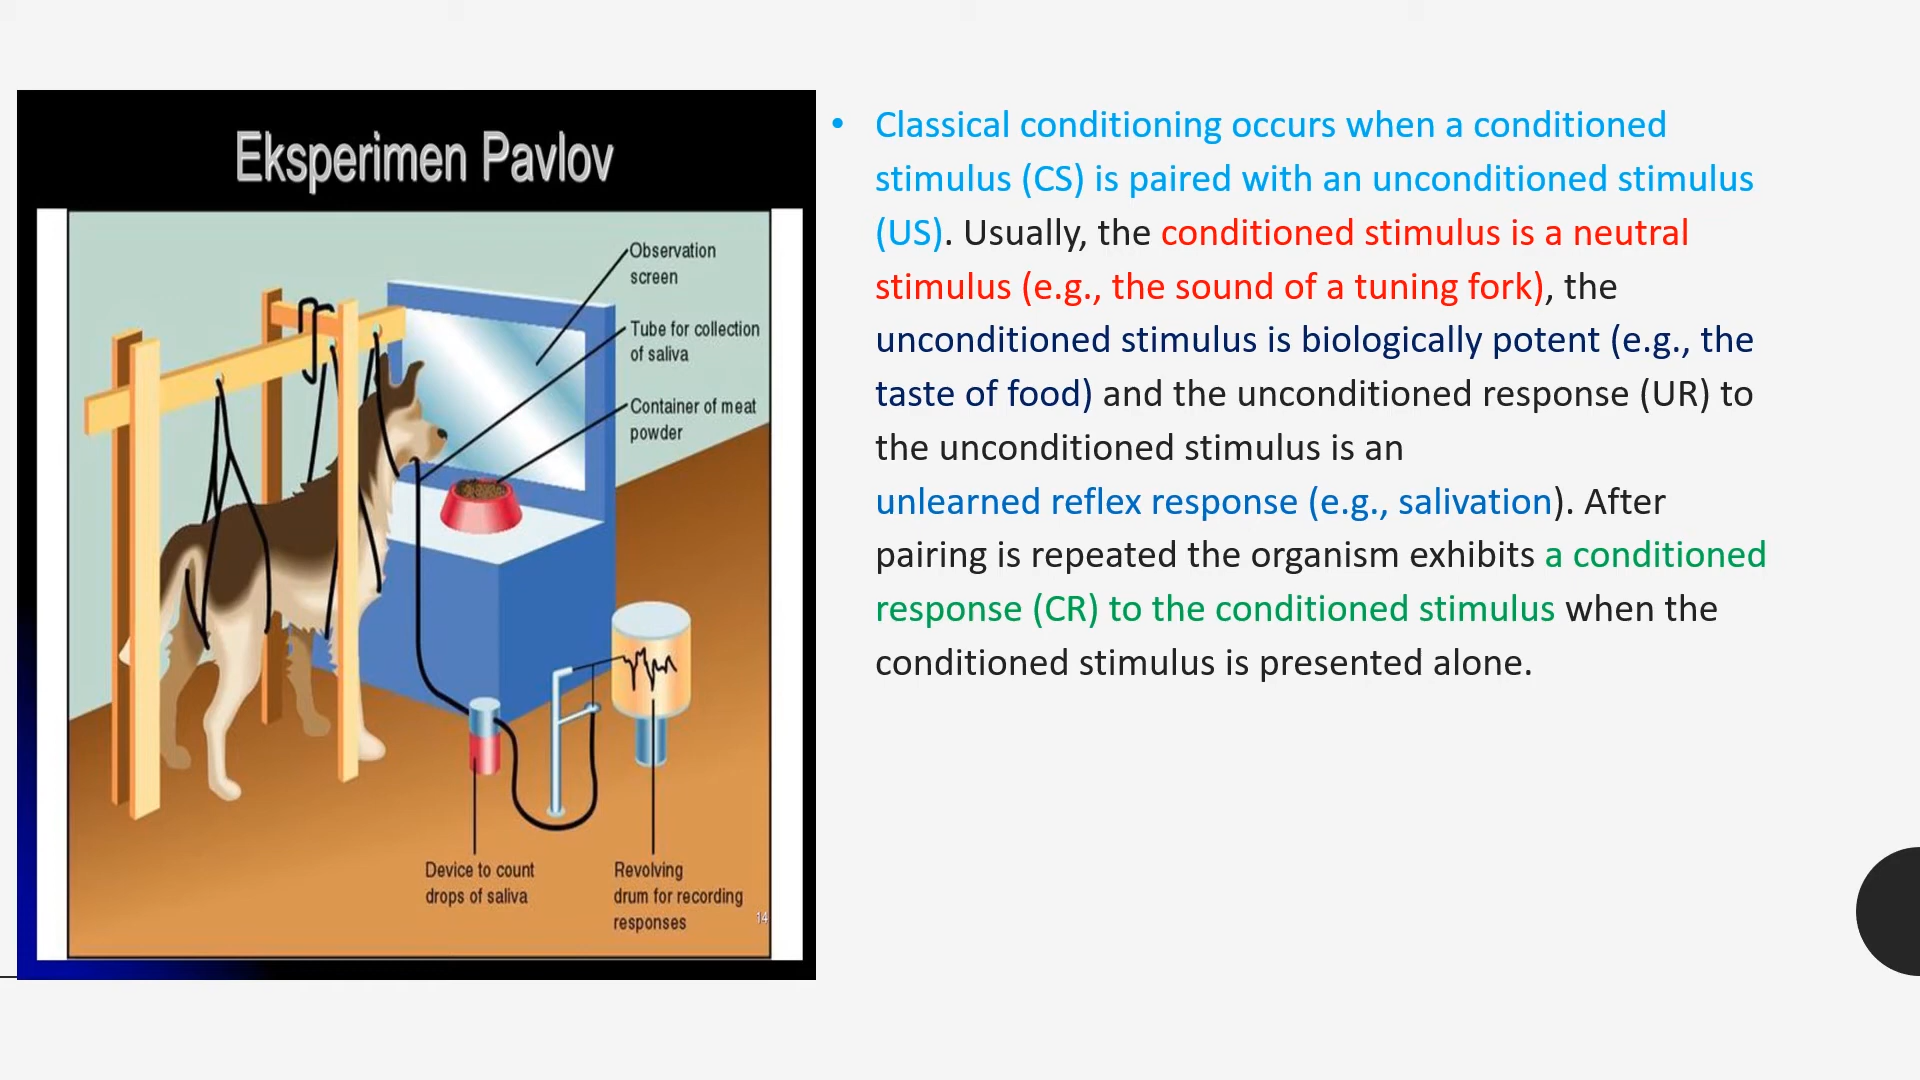 Eksperimen Pavlov
Observation
screen
Tube for collection
of saliva
Container of meat
powder
Device to count
drops of saliva
Revolving
drum for recording
responses
14
• Classical conditioning occurs when a conditioned
stimulus (CS) is paired with an unconditioned stimulus
(US). Usually, the conditioned stimulus is a neutral
stimulus (e.g., the sound of a tuning fork), the
unconditioned stimulus is biologically potent (e.g., the
taste of food) and the unconditioned response (UR) to
the unconditioned stimulus is an
unlearned reflex response (e.g., salivation). After
pairing is repeated the organism exhibits a conditioned
response (CR) to the conditioned stimulus when the
conditioned stimulus is presented alone.